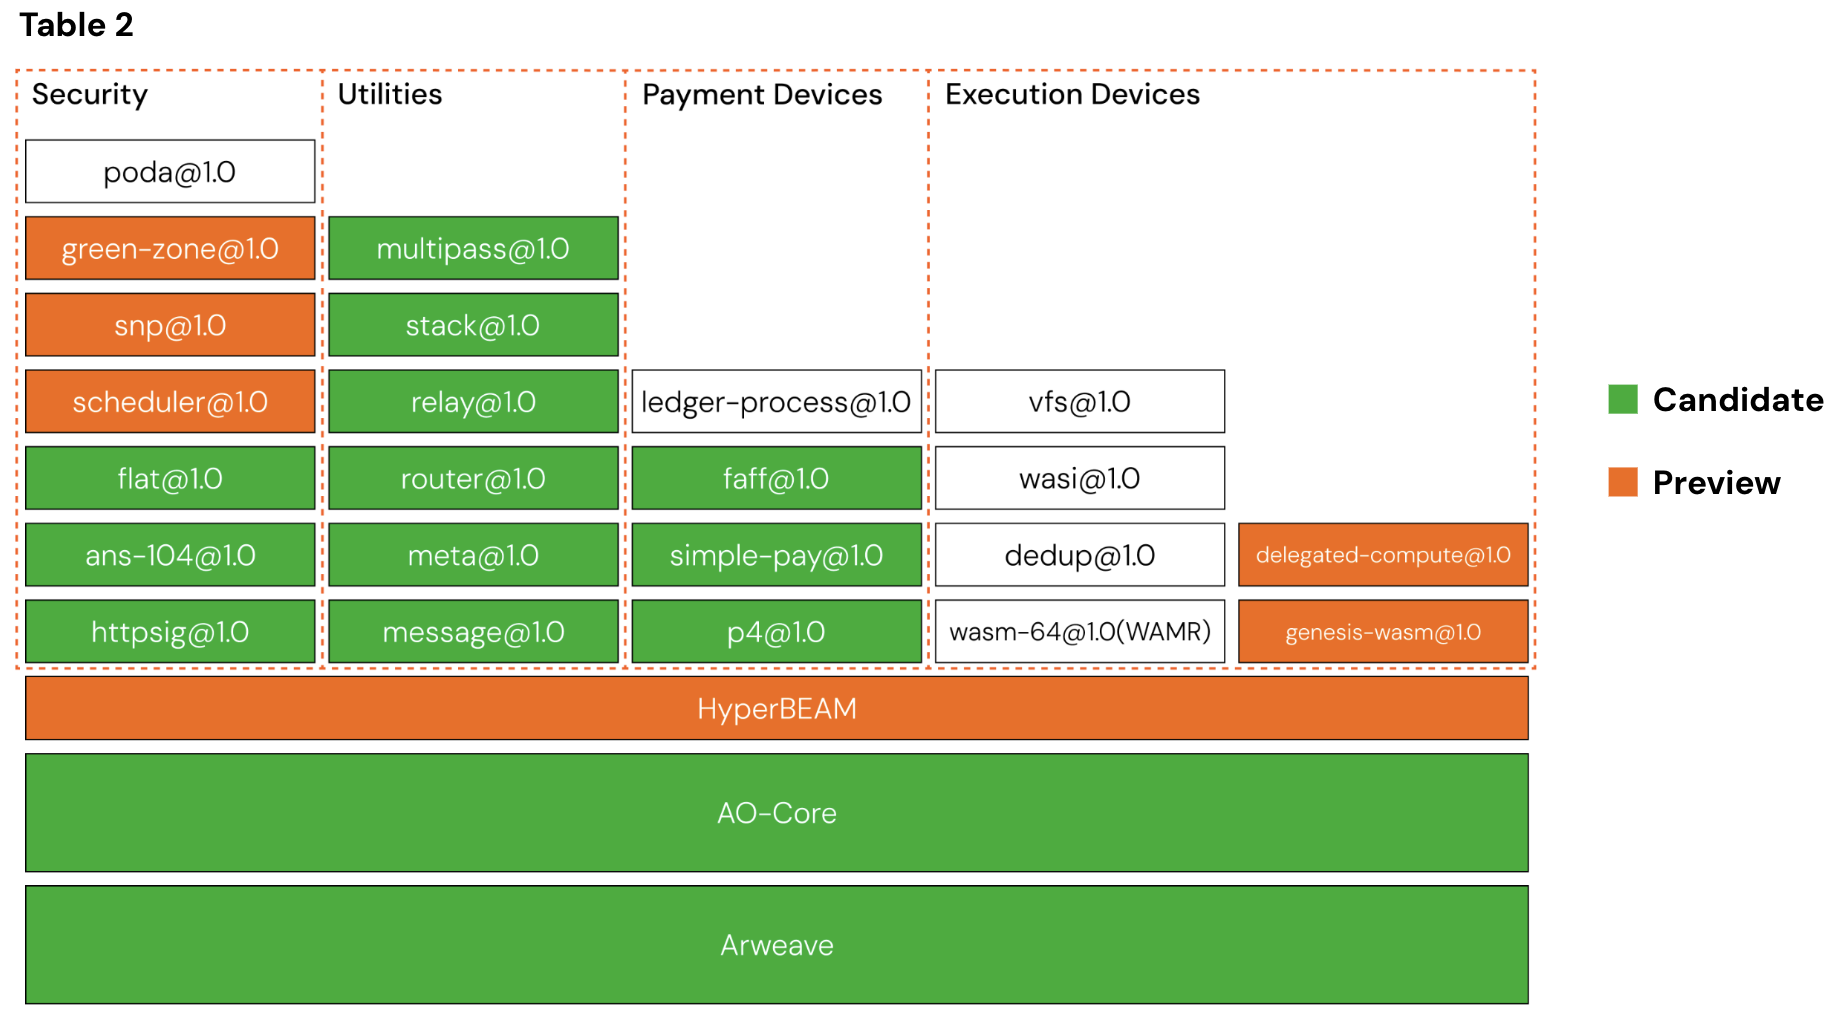 Table 2
Security
Utilities
Payment Devices
Execution Devices
poda@1.0
green-zone@1.0
multipass@1.0
snp@1.0
stack@1.0
scheduler@1.0
relay@1.0
ledger-process@1.0
vfs@1.0
flat@1.0
router@1.0
faff@1.0
wasi@1.0
ans-104@1.0
meta@1.0
simple-pay@1.0
dedup@1.0
delegated-compute@1.0
httpsig@1.0
message@1.0
p4@1.0
wasm-64@1.0(WAMR)
genesis-wasm@1.0
HyperBEAM
AO-Core
Arweave
Candidate
Preview